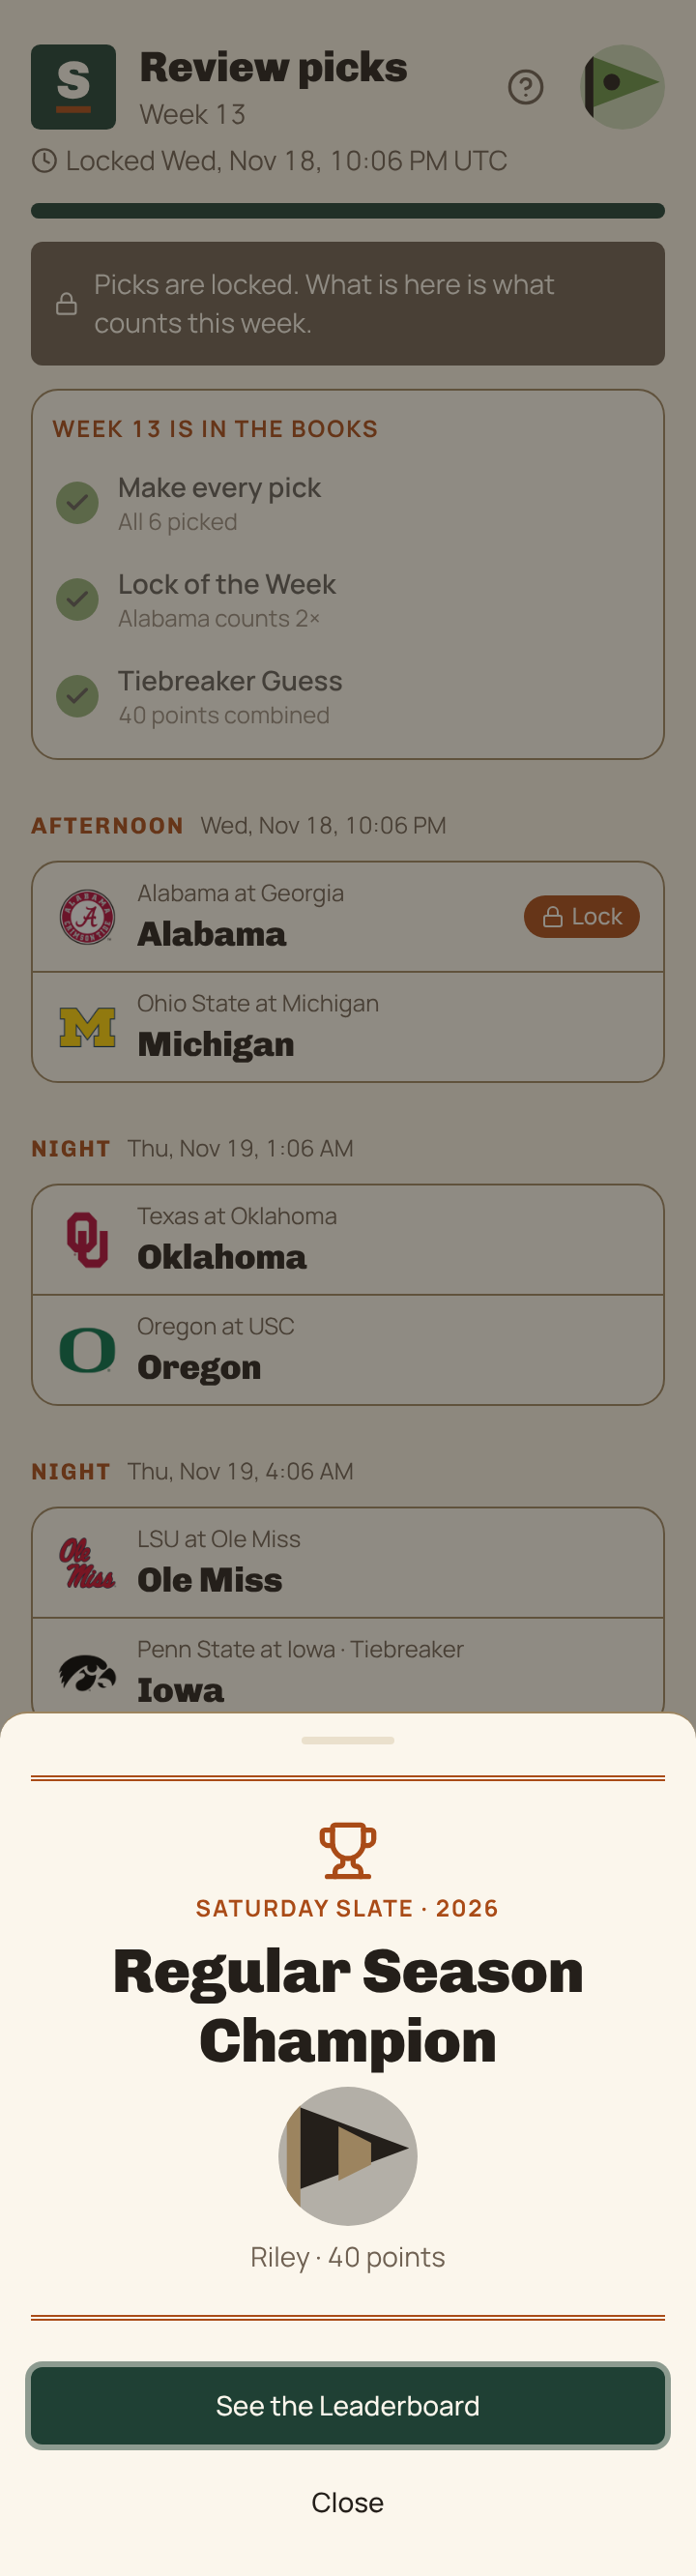 S
Review picks
Week 13
Locked Wed, Nov 18, 10:06 PM UTC
Picks are locked. What is here is what
counts this week.
WEEK 13 IS IN THE BOOKS
Make every pick
All 6 picked
Lock of the Week
Alabama counts 2×
Tiebreaker Guess
40 points combined
AFTERNOON Wed, Nov 18, 10:06 PM
Alabama at Georgia
Alabama
Lock
Ohio State at Michigan
Michigan
NIGHT Thu, Nov 19, 1:06 AM
Texas at Oklahoma
Oklahoma
Oregon at USC
Oregon
NIGHT Thu, Nov 19, 4:06 AM
LSU at Ole Miss
Ole Miss
Penn State at Iowa · Tiebreaker
Iowa
SATURDAY SLATE · 2026
Regular Season
Champion
Riley · 40 points
See the Leaderboard
Close